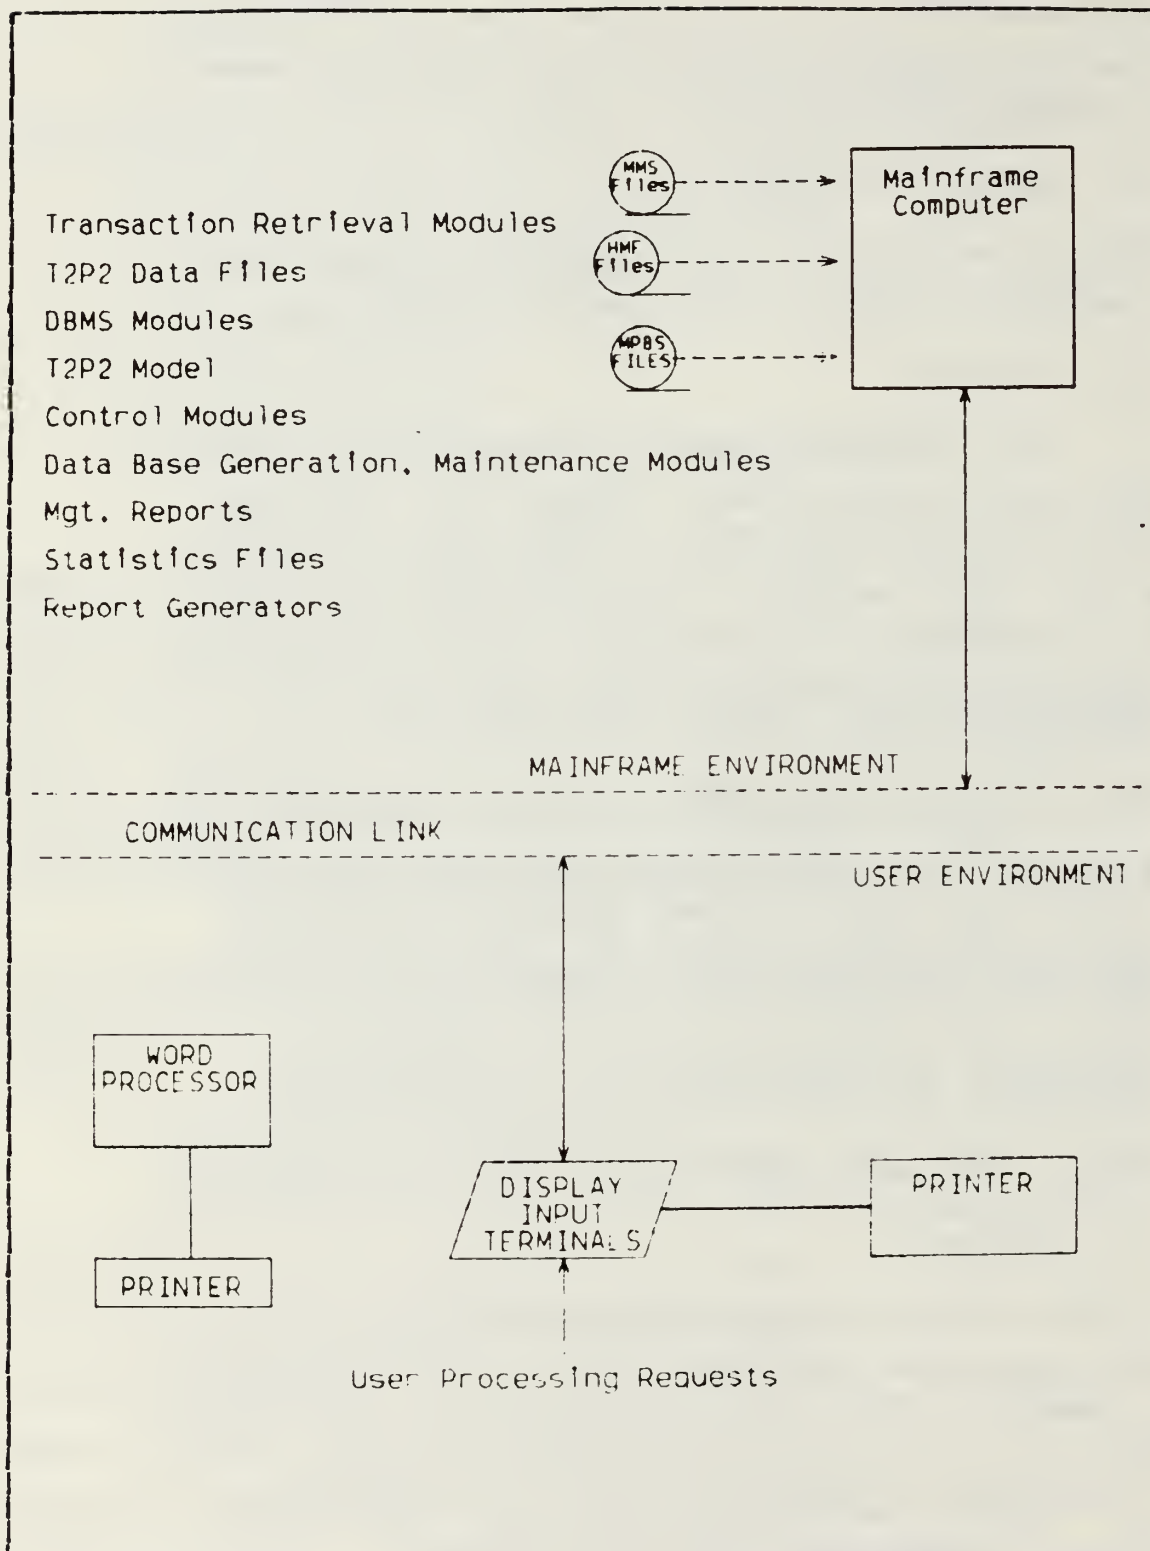 MMS
Files
Mainframe
Computer
Transaction Retrieval Modules
HMF
Files
T2P2 Data Files
DBMS Modules
MPBS
FILES
T2P2 Model
Control Modules
Data Base Generation, Maintenance Modules
Mgt. Reports
Statistics Files
Report Generators
MAINFRAME ENVIRONMENT
COMMUNICATION LINK
USER ENVIRONMENT
WORD
PROCESSOR
DISPLAY
INPUT
TERMINALS
PRINTER
PRINTER
User Processing Requests